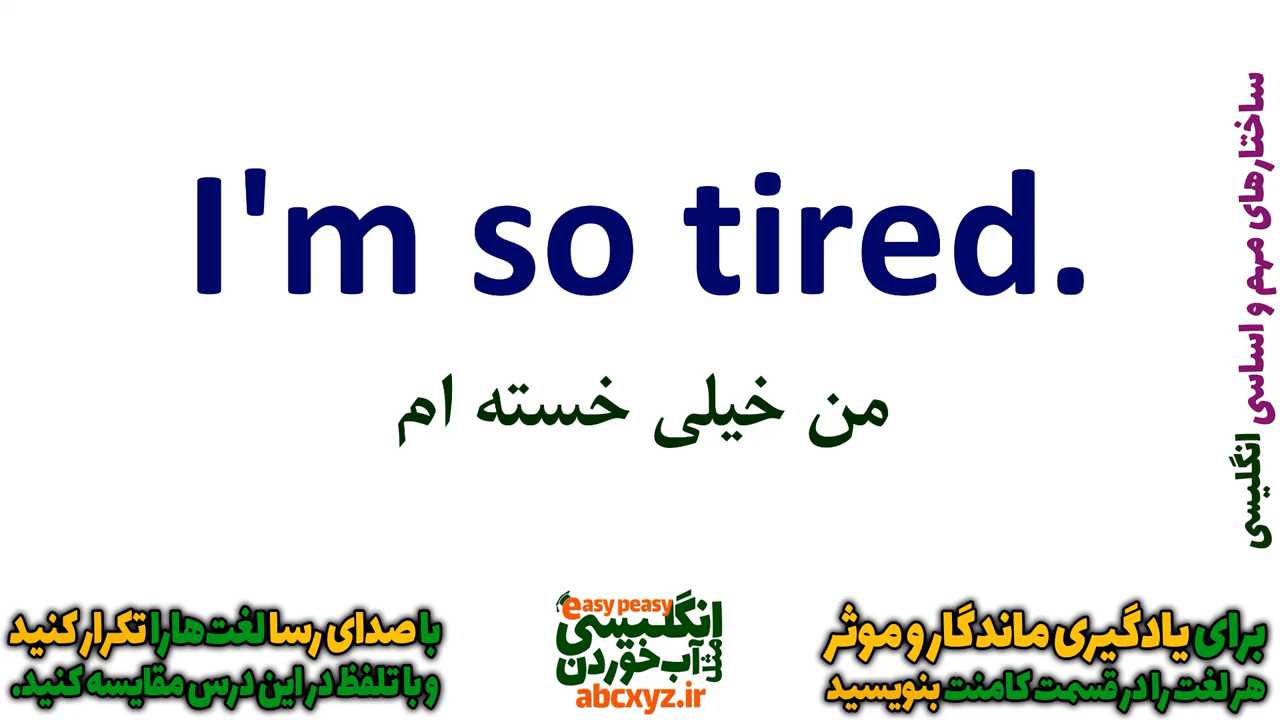 I'm so tired.
من خیلی خسته ام
ساختارهای مهم و اساسی انگلیسی
برای یادگیری ماندگار و موثر
هر لغت را در قسمت کامنت بنویسید
easy peasy
انگلیسی
مثل آب خوردن
abcxyz.ir
با صدای رسا لغت‌ها را تکرار کنید
و با تلفظ در این درس مقایسه کنید.